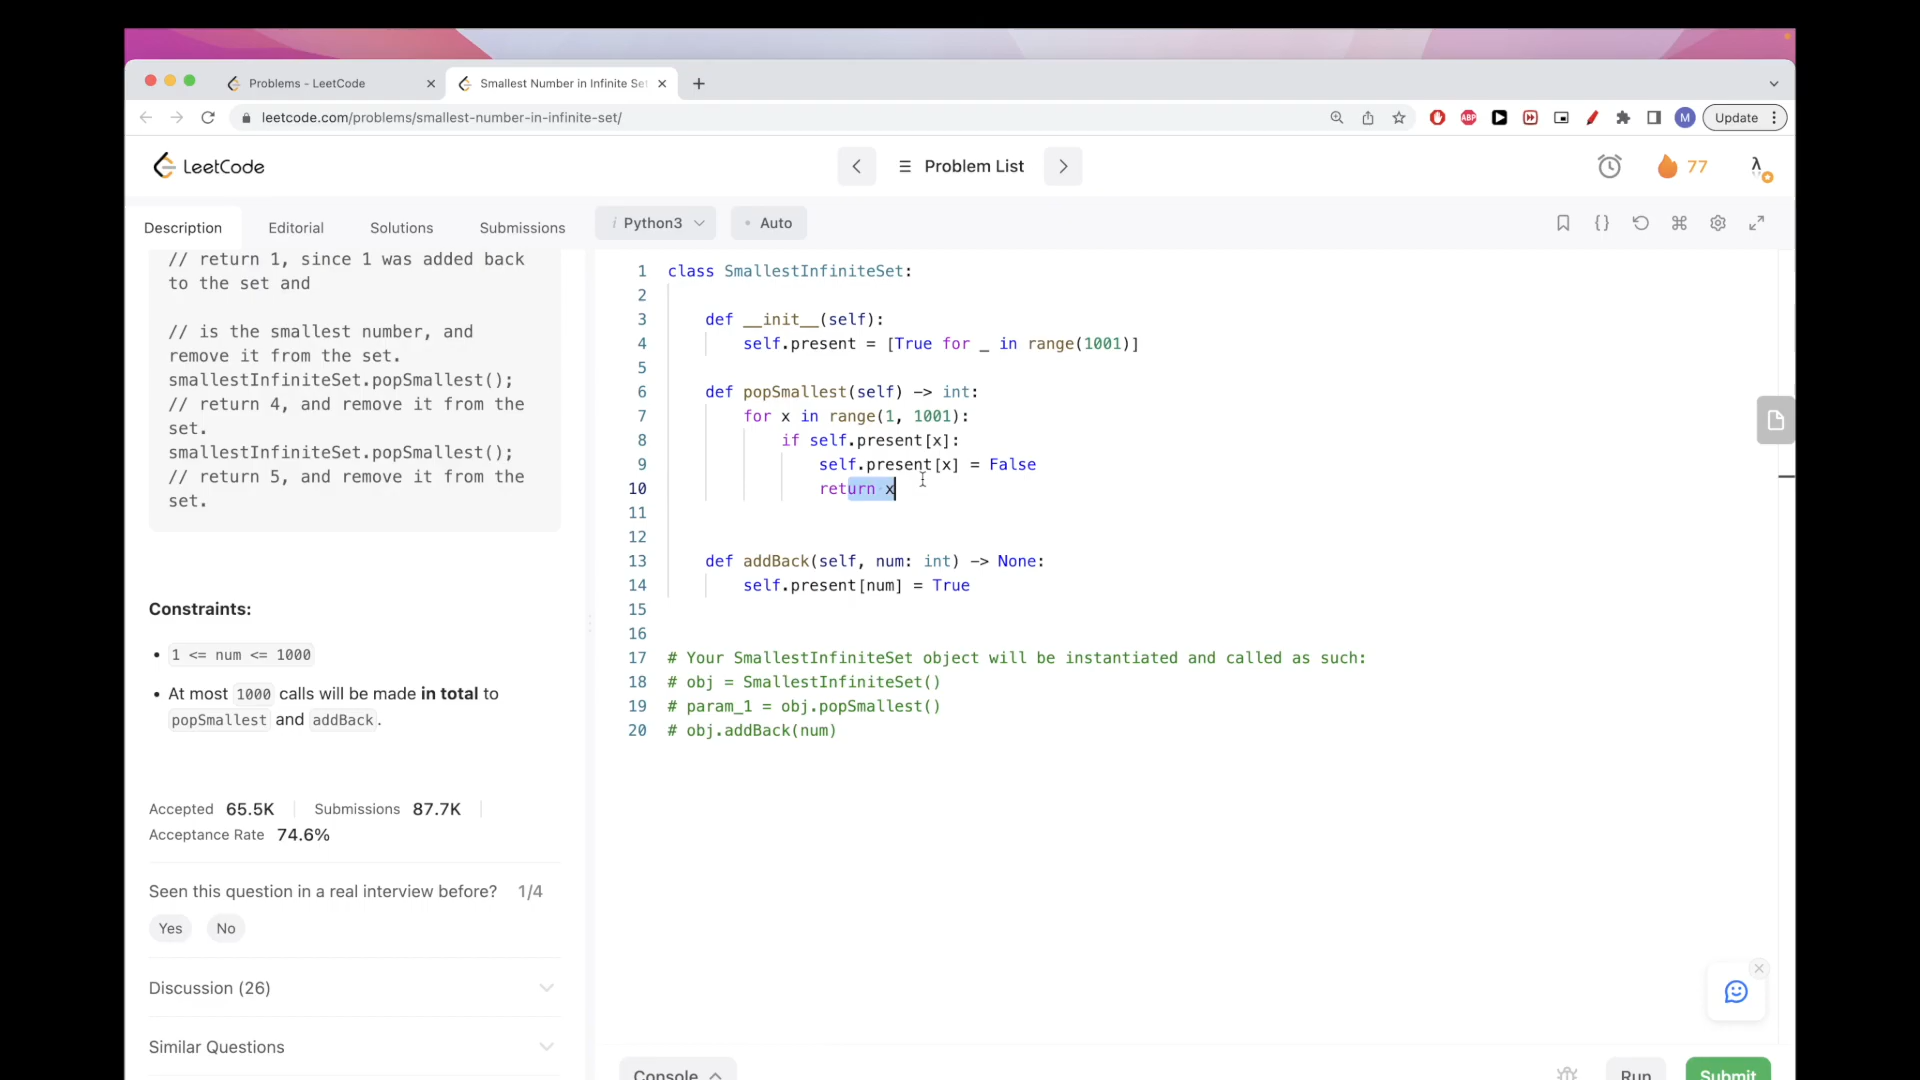 Problems - LeetCode
Smallest Number in Infinite Set
leetcode.com/problems/smallest-number-in-infinite-set/
ABP
M
Update
LeetCode
Problem List
77
Description
Editorial
Solutions
Submissions
i Python3
Auto
// return 1, since 1 was added back
to the set and
// is the smallest number, and
remove it from the set.
smallestInfiniteSet.popSmallest();
// return 4, and remove it from the
set.
smallestInfiniteSet.popSmallest();
// return 5, and remove it from the
set.
Constraints:
• 1 <= num <= 1000
• At most 1000 calls will be made in total to
popSmallest and addBack.
Accepted 65.5K
Submissions 87.7K
Acceptance Rate 74.6%
Seen this question in a real interview before? 1/4
Yes
No
Discussion (26)
Similar Questions
1 class SmallestInfiniteSet:
2
3 def __init__(self):
4 self.present = [True for _ in range(1001)]
5
6 def popSmallest(self) -> int:
7 for x in range(1, 1001):
8 if self.present[x]:
9 self.present[x] = False
10 return x
11
12
13 def addBack(self, num: int) -> None:
14 self.present[num] = True
15
16
17 # Your SmallestInfiniteSet object will be instantiated and called as such:
18 # obj = SmallestInfiniteSet()
19 # param_1 = obj.popSmallest()
20 # obj.addBack(num)
Console
Run
Submit